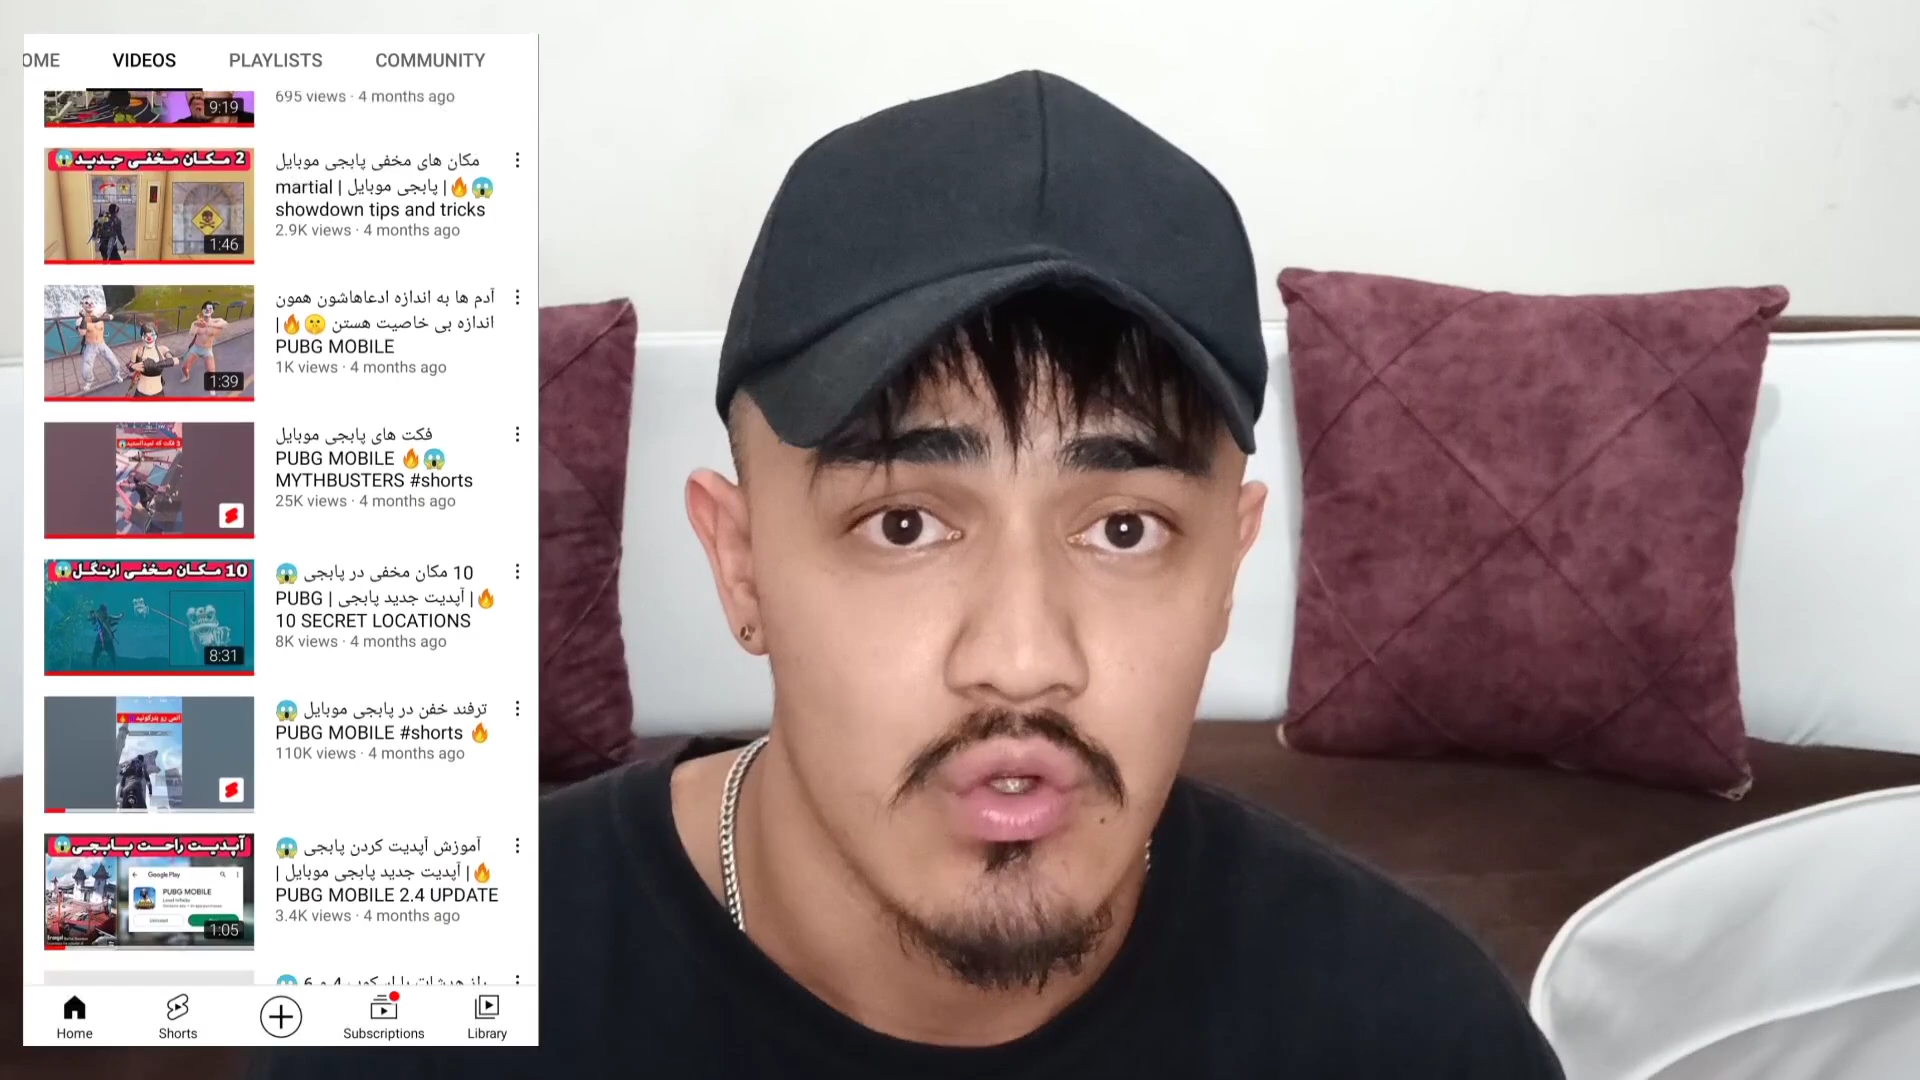 OME VIDEOS PLAYLISTS COMMUNITY
9:19
695 views · 4 months ago
2 مکان مخفی جدید😱
1:46
مکان های مخفی پابجی موبایل
😱🔥| پابجی موبایل | martial
showdown tips and tricks
2.9K views · 4 months ago
1:39
آدم ها به اندازه ادعاهاشون همون
اندازه بی خاصیت هستن 🤫🔥|
PUBG MOBILE
1K views · 4 months ago
3 فکت که نمیدانستید😱
فکت های پابجی موبایل
PUBG MOBILE 🔥😱
MYTHBUSTERS #shorts
25K views · 4 months ago
10 مکان مخفی ارنگل😱
8:31
10 مکان مخفی در پابجی 😱
🔥| آپدیت جدید پابجی | PUBG
10 SECRET LOCATIONS
8K views · 4 months ago
ترفند خفن در پابجی موبایل 😱
PUBG MOBILE #shorts 🔥
110K views · 4 months ago
آپدیت راحت پابجی😱
Google Play
PUBG MOBILE
Uninstall
1:05
آموزش آپدیت کردن پابجی 😱
🔥| آپدیت جدید پابجی موبایل |
PUBG MOBILE 2.4 UPDATE
3.4K views · 4 months ago
Home Shorts Subscriptions Library